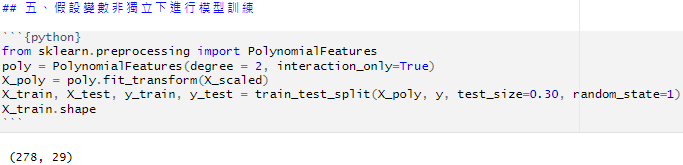 ## 五、假設變數非獨立下進行模型訓練
```{python}
from sklearn.preprocessing import PolynomialFeatures
poly = PolynomialFeatures(degree = 2, interaction_only=True)
X_poly = poly.fit_transform(X_scaled)
X_train, X_test, y_train, y_test = train_test_split(X_poly, y, test_size=0.30, random_state=1)
X_train.shape
```
(278, 29)